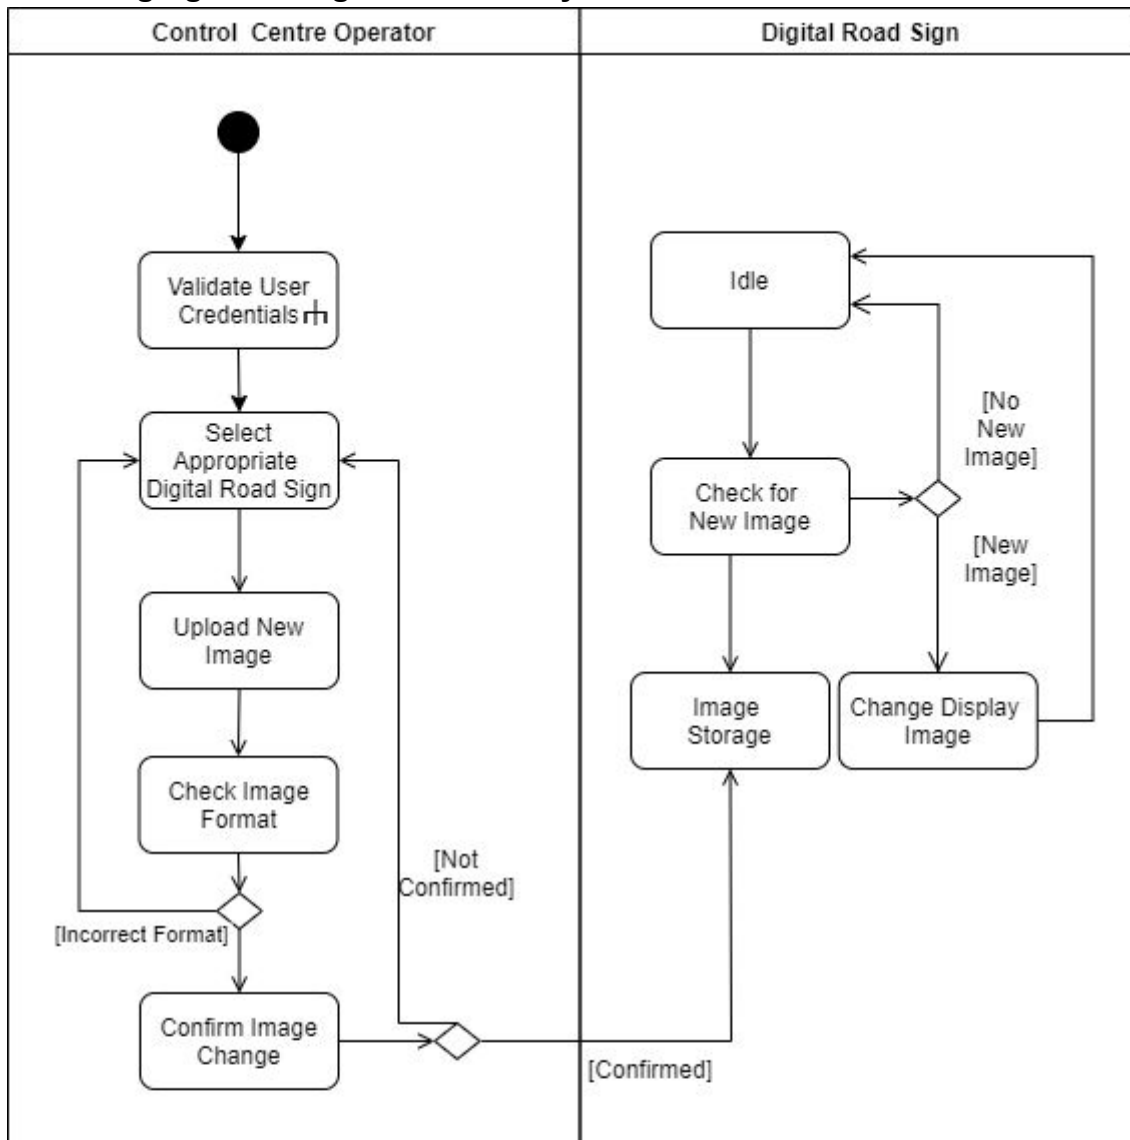 Control Centre Operator
Digital Road Sign
Validate User
Credentials
Select
Appropriate
Digital Road Sign
Upload New
Image
Check Image
Format
[Incorrect Format]
Confirm Image
Change
[Not
Confirmed]
[Confirmed]
Idle
Check for
New Image
[No
New
Image]
[New
Image]
Image
Storage
Change Display
Image